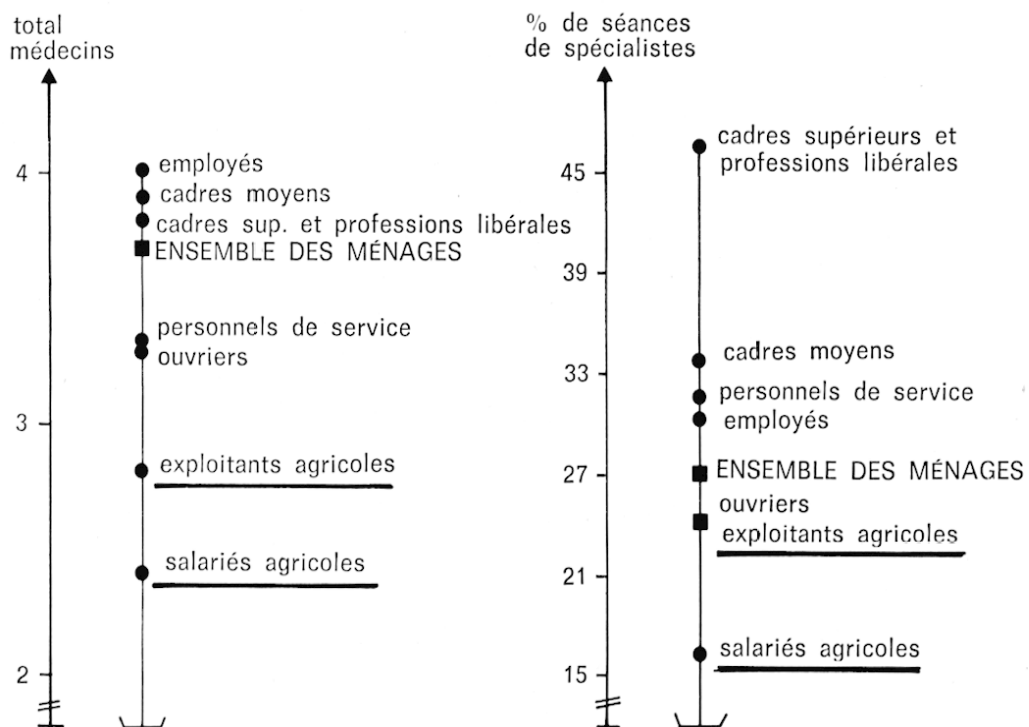 total
médecins
4
3
2
employés
cadres moyens
cadres sup. et professions libérales
ENSEMBLE DES MÉNAGES
personnels de service
ouvriers
exploitants agricoles
salariés agricoles
% de séances
de spécialistes
45
39
33
27
21
15
cadres supérieurs et
professions libérales
cadres moyens
personnels de service
employés
ENSEMBLE DES MÉNAGES
ouvriers
exploitants agricoles
salariés agricoles